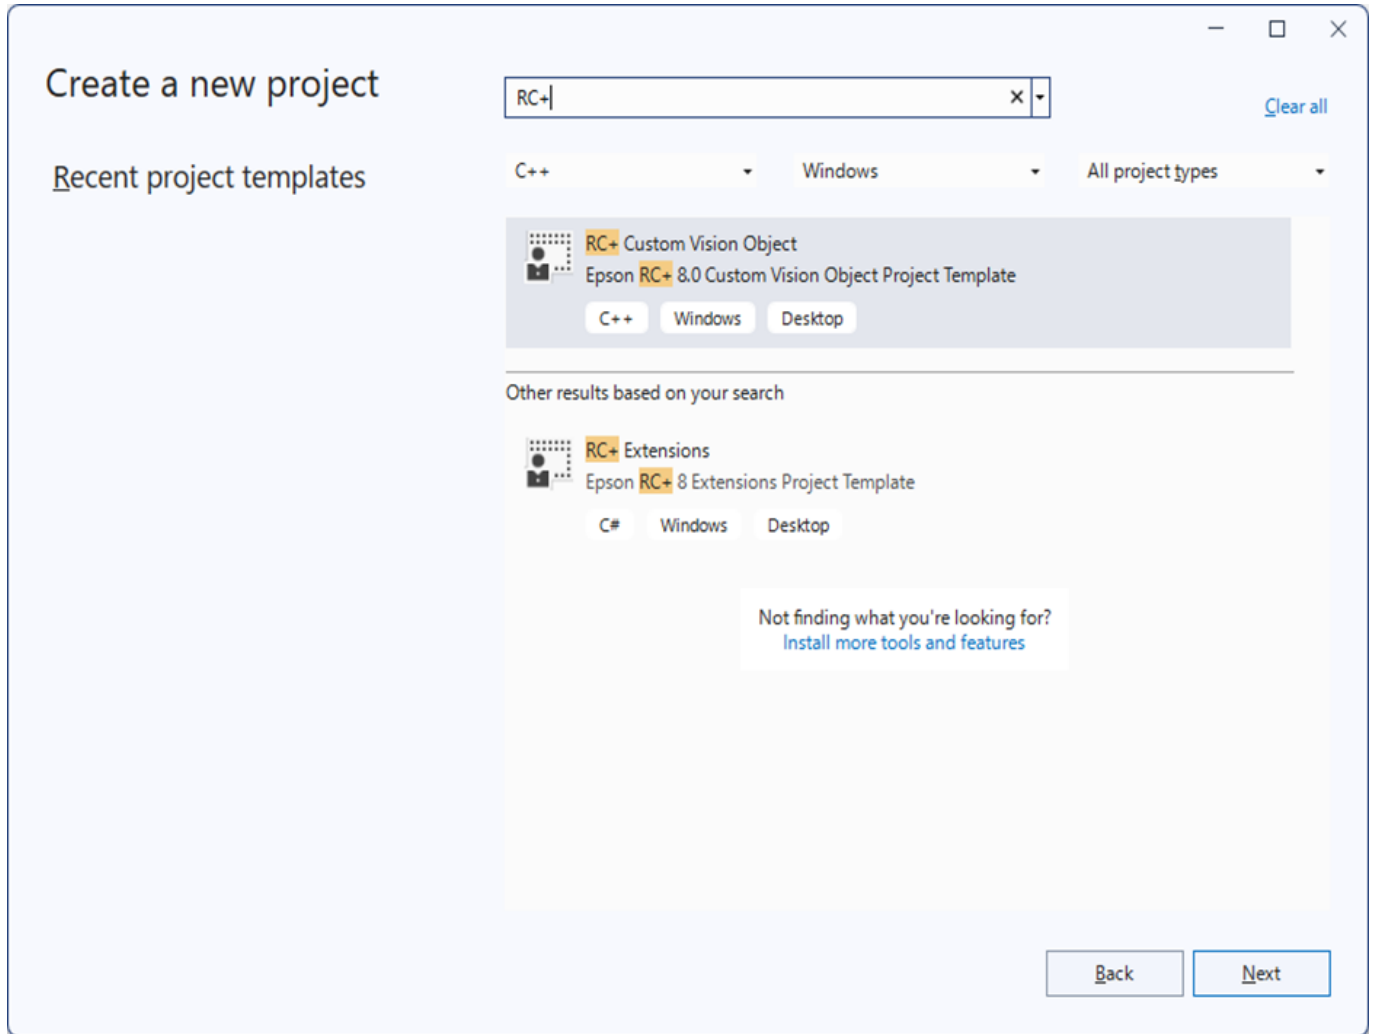 Create a new project
RC+
Clear all
Recent project templates
C++
Windows
All project types
RC+ Custom Vision Object
Epson RC+ 8.0 Custom Vision Object Project Template
C++ Windows Desktop
Other results based on your search
RC+ Extensions
Epson RC+ 8 Extensions Project Template
C# Windows Desktop
Not finding what you're looking for?
Install more tools and features
Back
Next